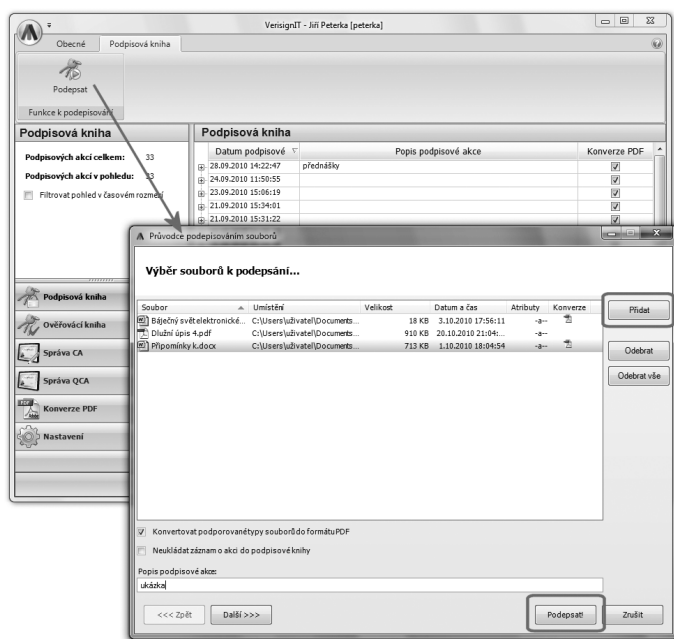 VerisignIT - Jiří Peterka [peterka]
Obecné Podpisová kniha
Podepsat
Funkce k podepisování
Podpisová kniha
Podpisových akcí celkem: 33
Podpisových akcí v pohledu: 33
Filtrovat pohled v časovém rozmezí
Podpisová kniha
Datum podpisové Popis podpisové akce Konverze PDF
28.09.2010 14:22:47 přednášky
24.09.2010 11:50:55
23.09.2010 15:06:19
21.09.2010 15:34:01
21.09.2010 15:31:22
Podpisová kniha
Ověřovací kniha
Správa CA
Správa QCA
Konverze PDF
Nastavení
Průvodce podepisováním souborů
Výběr souborů k podepsání...
Soubor Umístění Velikost Datum a čas Atributy Konverze
Báječný svět elektronické... C:\Users\uživatel\Documents... 18 KB 3.10.2010 17:56:11 -a--
Dlužní úpis 4.pdf C:\Users\uživatel\Documents... 910 KB 20.10.2010 21:04:... -a--
Připomínky k.docx C:\Users\uživatel\Documents... 713 KB 1.10.2010 18:04:54 -a--
Přidat
Odebrat
Odebrat vše
Konvertovat podporované typy souborů do formátu PDF
Neukládat záznam o akci do podpisové knihy
Popis podpisové akce:
ukázka
<<< Zpět Další >>> Podepsat! Zrušit